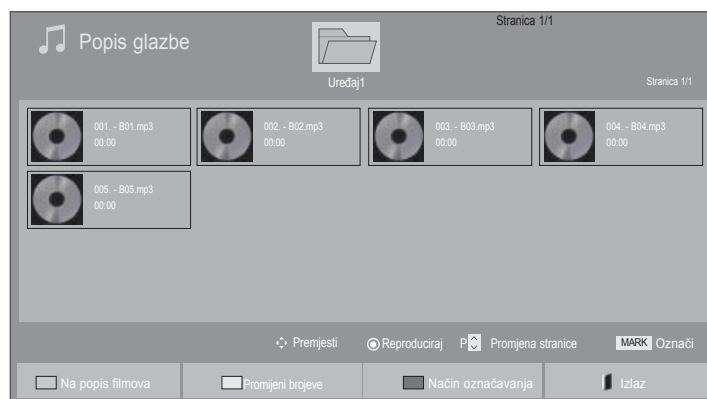 Stranica 1/1
Popis glazbe
Uređaj1
Stranica 1/1
001. - B01.mp3
00:00
002. - B02.mp3
00:00
003. - B03.mp3
00:00
004. - B04.mp3
00:00
005. - B05.mp3
00:00
Premjesti Reproduciraj P Promjena stranice MARK Označi
Na popis filmova Promijeni brojeve Način označavanja Izlaz